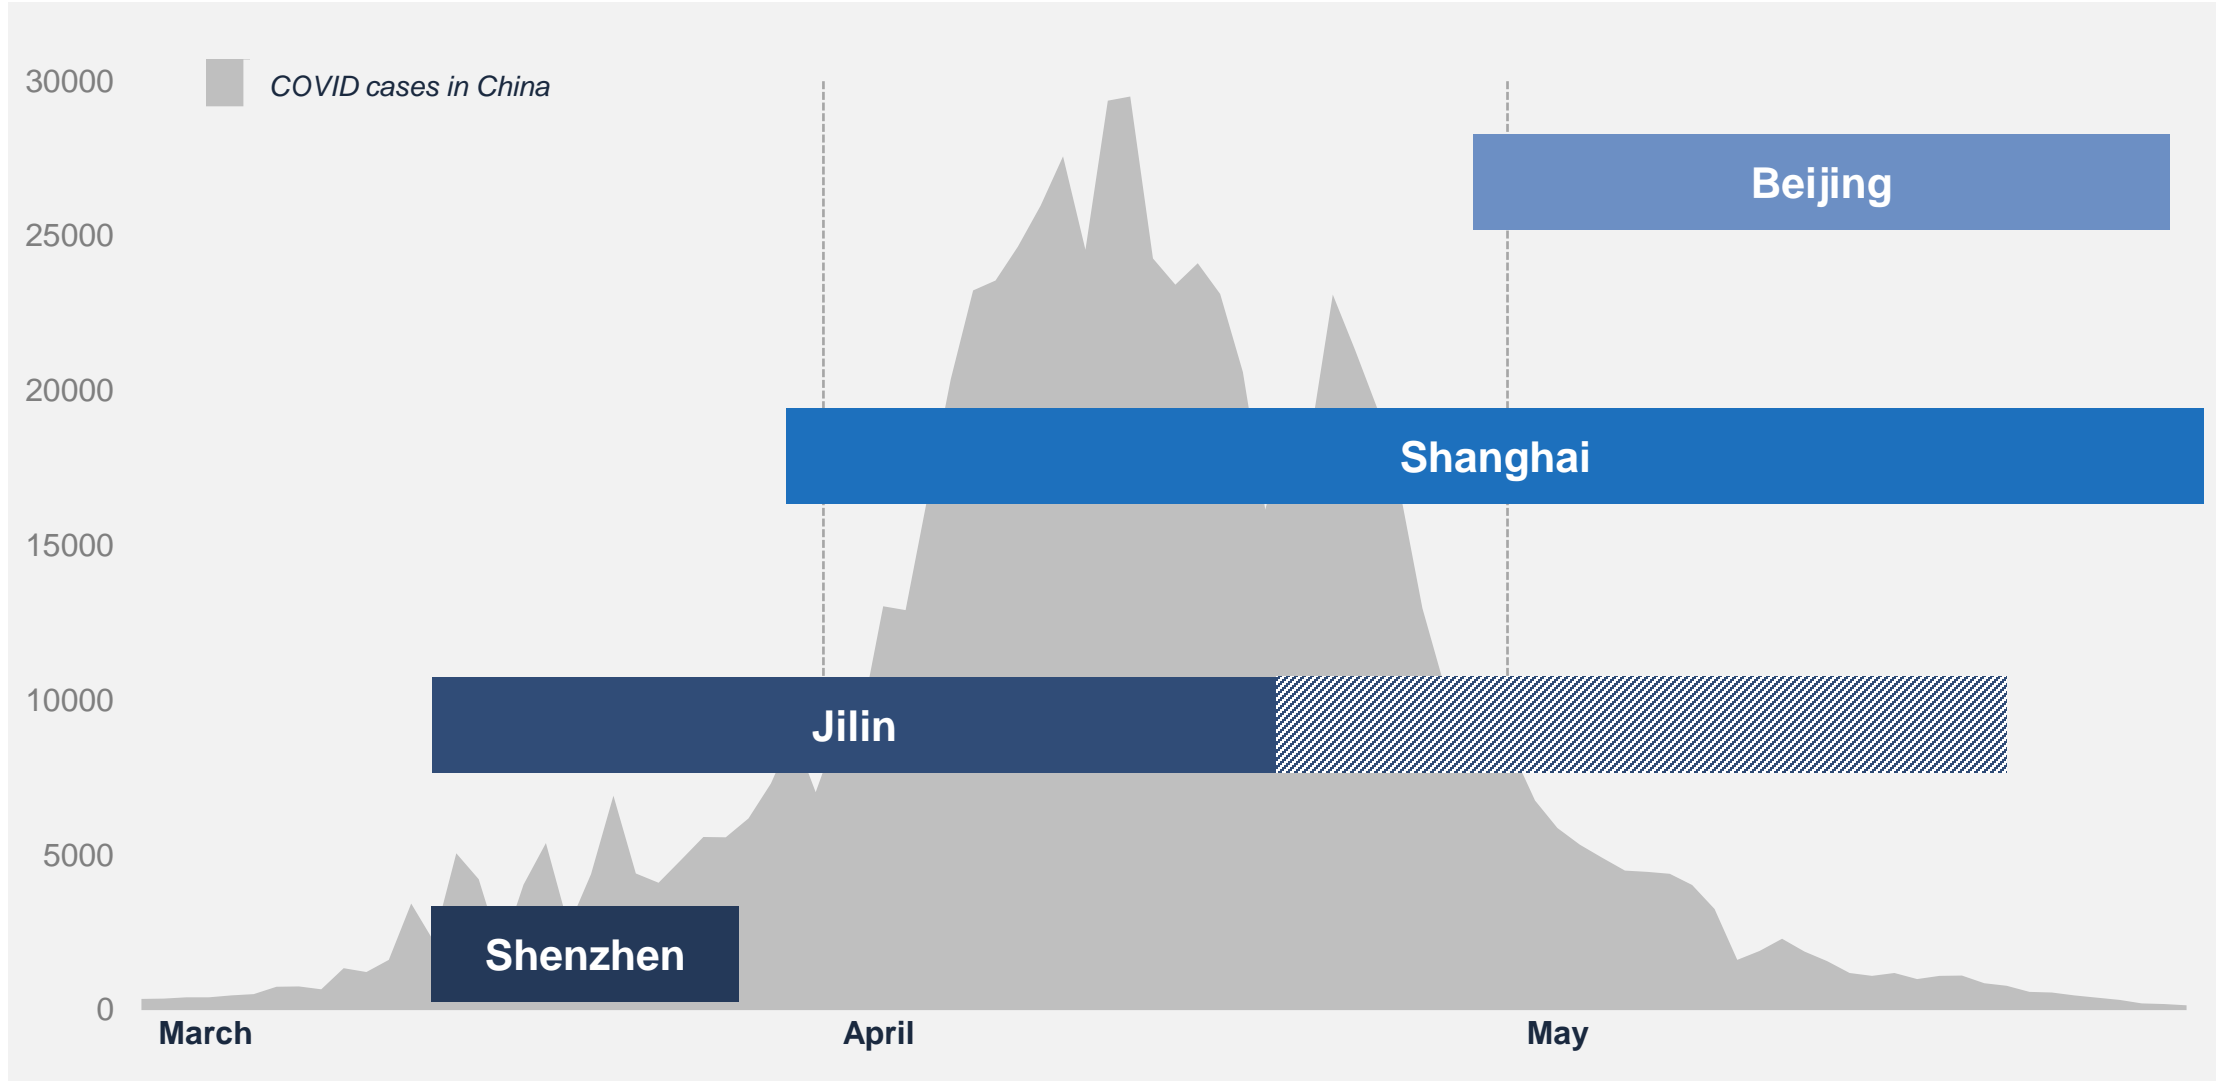 COVID cases in China
30000
25000
20000
15000
10000
5000
0
Beijing
Shanghai
Jilin
Shenzhen
March April May